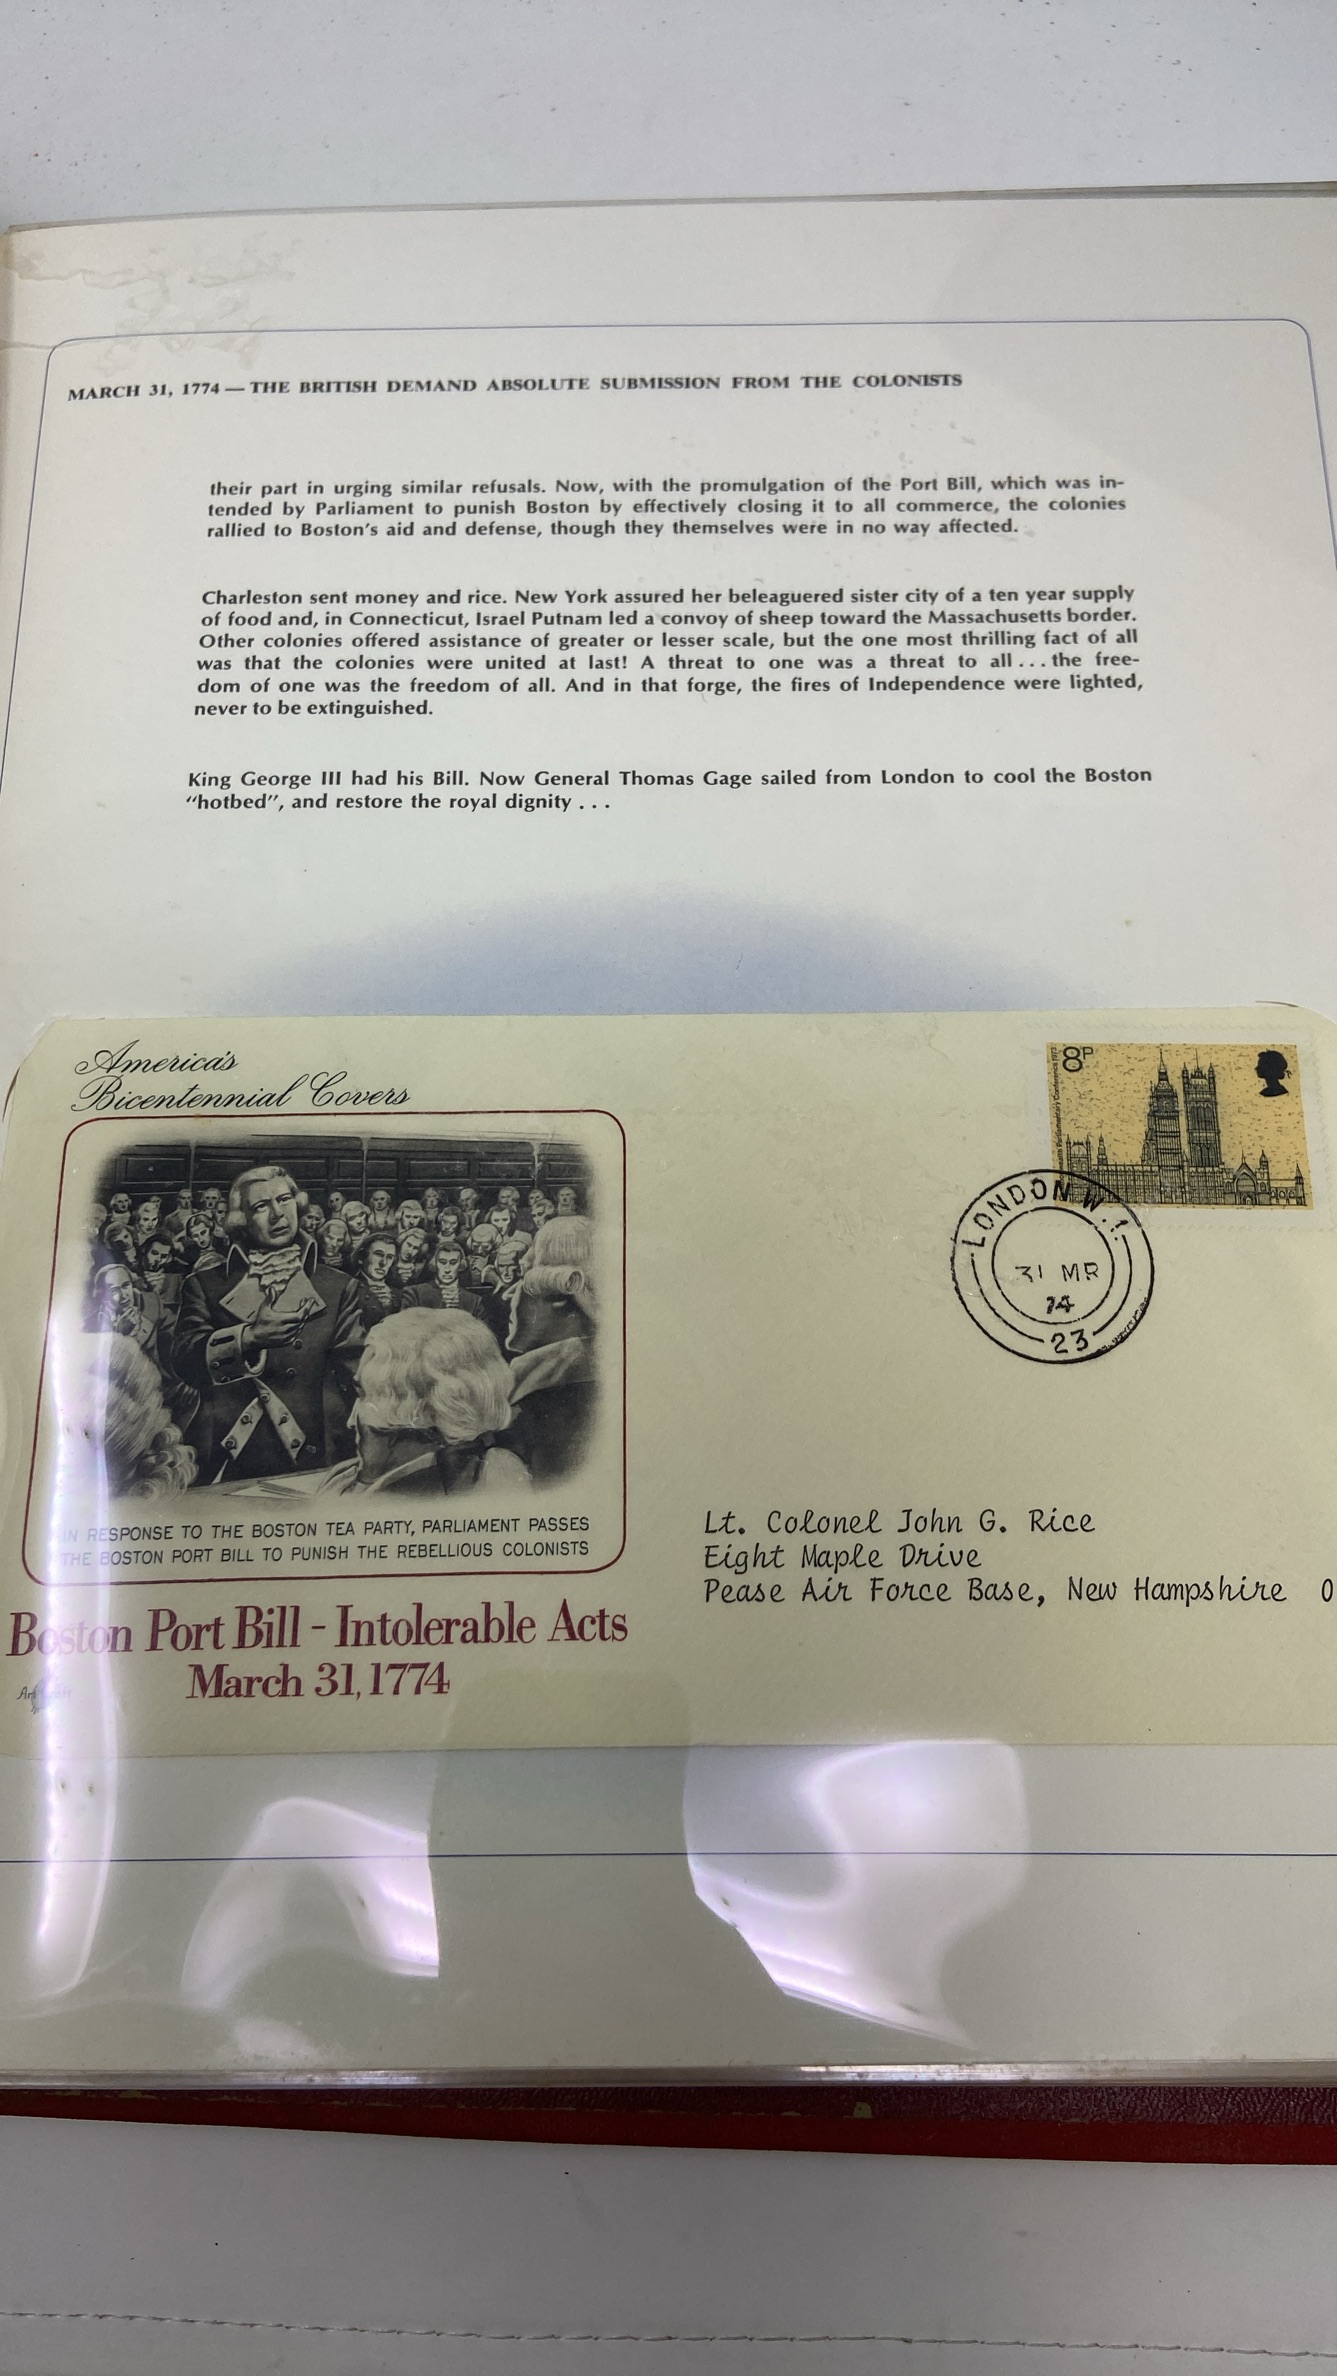 MARCH 31, 1774 — THE BRITISH DEMAND ABSOLUTE SUBMISSION FROM THE COLONISTS
their part in urging similar refusals. Now, with the promulgation of the Port Bill, which was in-
tended by Parliament to punish Boston by effectively closing it to all commerce, the colonies
rallied to Boston's aid and defense, though they themselves were in no way affected.
Charleston sent money and rice. New York assured her beleaguered sister city of a ten year supply
of food and, in Connecticut, Israel Putnam led a convoy of sheep toward the Massachusetts border.
Other colonies offered assistance of greater or lesser scale, but the one most thrilling fact of all
was that the colonies were united at last! A threat to one was a threat to all . . . the free-
dom of one was the freedom of all. And in that forge, the fires of Independence were lighted,
never to be extinguished.
King George III had his Bill. Now General Thomas Gage sailed from London to cool the Boston
“hotbed”, and restore the royal dignity . . .
America's
Bicentennial Covers
8P
Parliamentary Conference 1973
LONDON W.1.
31 MR
74
23
IN RESPONSE TO THE BOSTON TEA PARTY, PARLIAMENT PASSES
THE BOSTON PORT BILL TO PUNISH THE REBELLIOUS COLONISTS
Boston Port Bill - Intolerable Acts
March 31, 1774
Lt. Colonel John G. Rice
Eight Maple Drive
Pease Air Force Base, New Hampshire 0